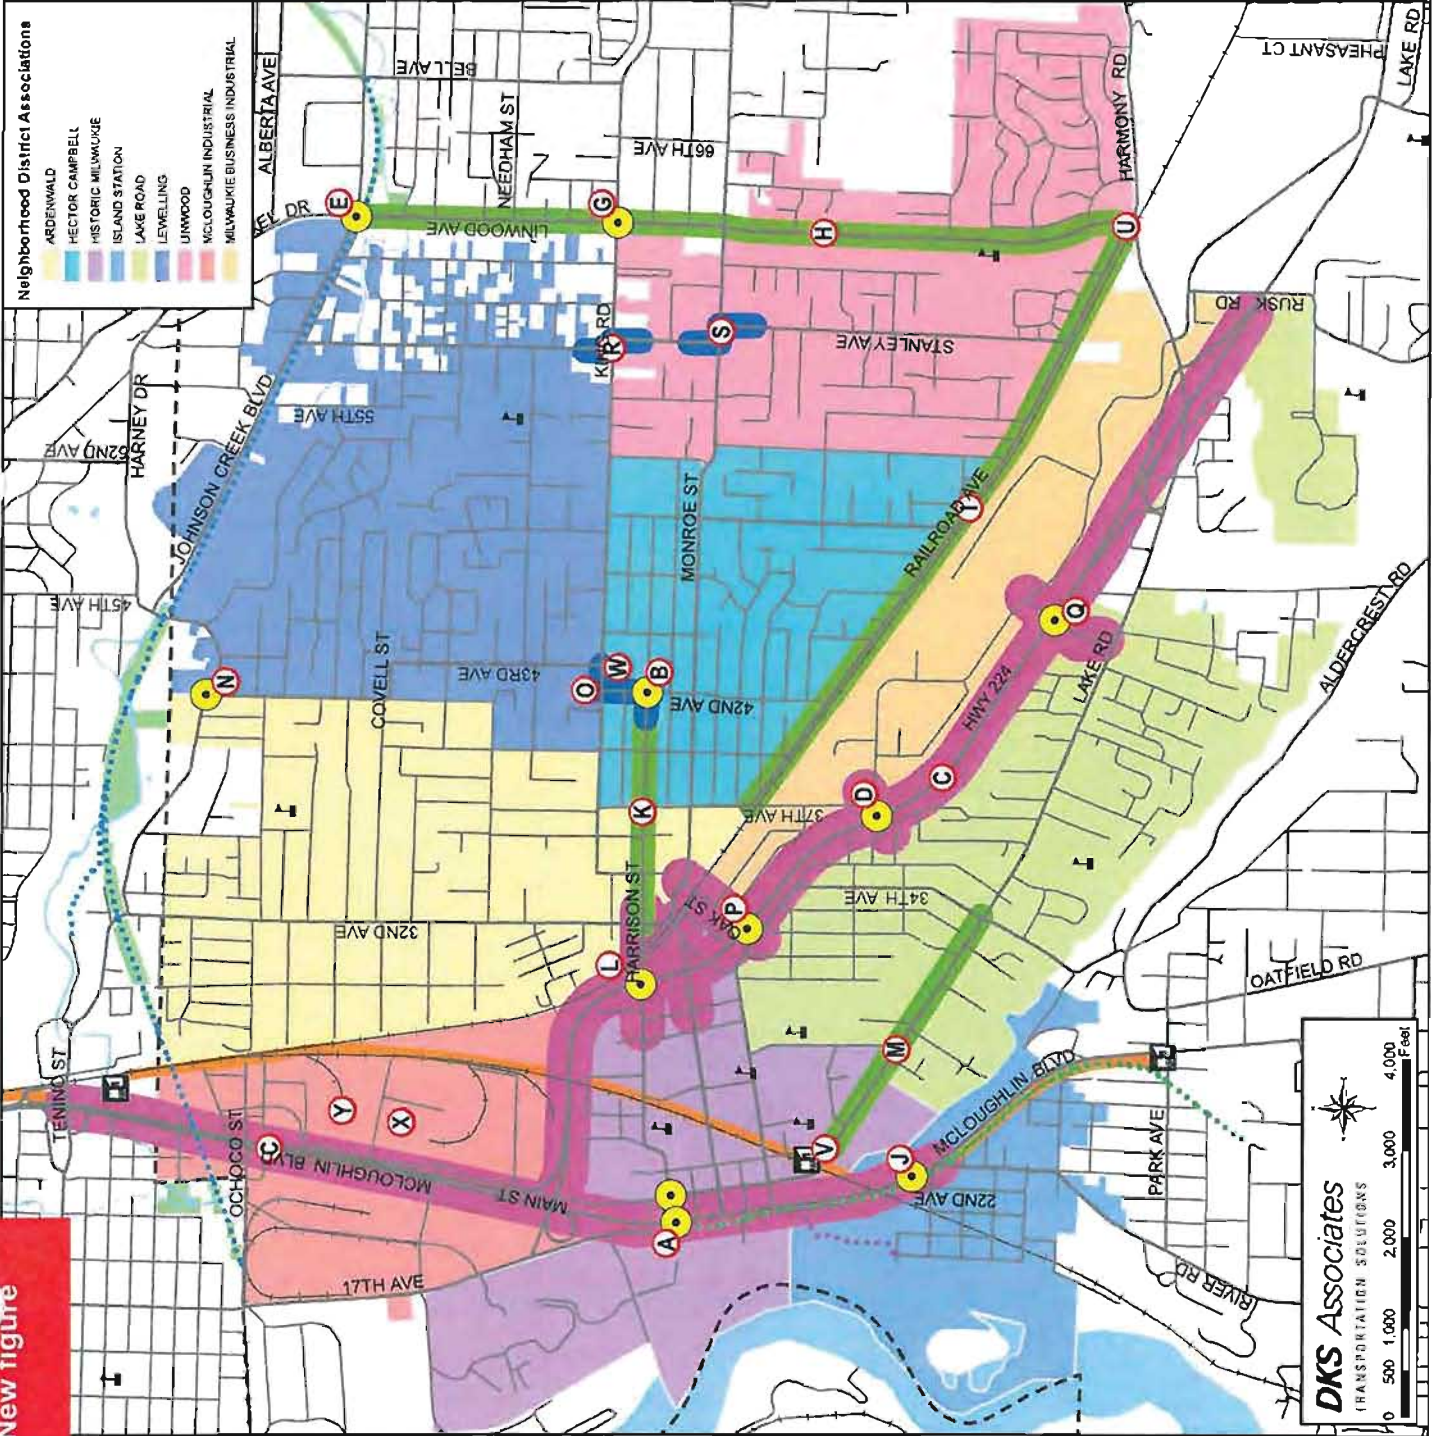 New figure
Neighborhood District Associations
ARDENWALD
HECTOR CAMPBELL
HISTORIC MILWAUKIE
ISLAND STATION
LAKE ROAD
LEWELLING
LINWOOD
MCLOUGHLIN INDUSTRIAL
MILWAUKIE BUSINESS INDUSTRIAL
ALBERTA AVE
BELL AVE
NEEDHAM ST
66TH AVE
E
G
LINWOOD AVE
H
HARMONY RD
U
PHEASANT CT
LAKE RD
HARNEY DR
62ND AVE
JOHNSON CREEK BLVD
55TH AVE
R
S
STANLEY AVE
RUSK RD
45TH AVE
MONROE ST
RAILROAD AVE
I
N
COVELL ST
43RD AVE
O
W
B
42ND AVE
Q
LAKE RD
HWY 224
ALDERCREST RD
K
37TH AVE
D
C
32ND AVE
HARRISON ST
L
OAK ST
P
OAK
34TH AVE
OATFIELD RD
TENINO ST
OCHOCO ST
Y
X
C
MCLOUGHLIN BLVD
MAIN ST
M
V
J
MCLOUGHLIN BLVD
22ND AVE
PARK AVE
A
17TH AVE
RIVER RD
DKS Associates
TRANSPORTATION SOLUTIONS
0 500 1,000 2,000 3,000 4,000
Feet